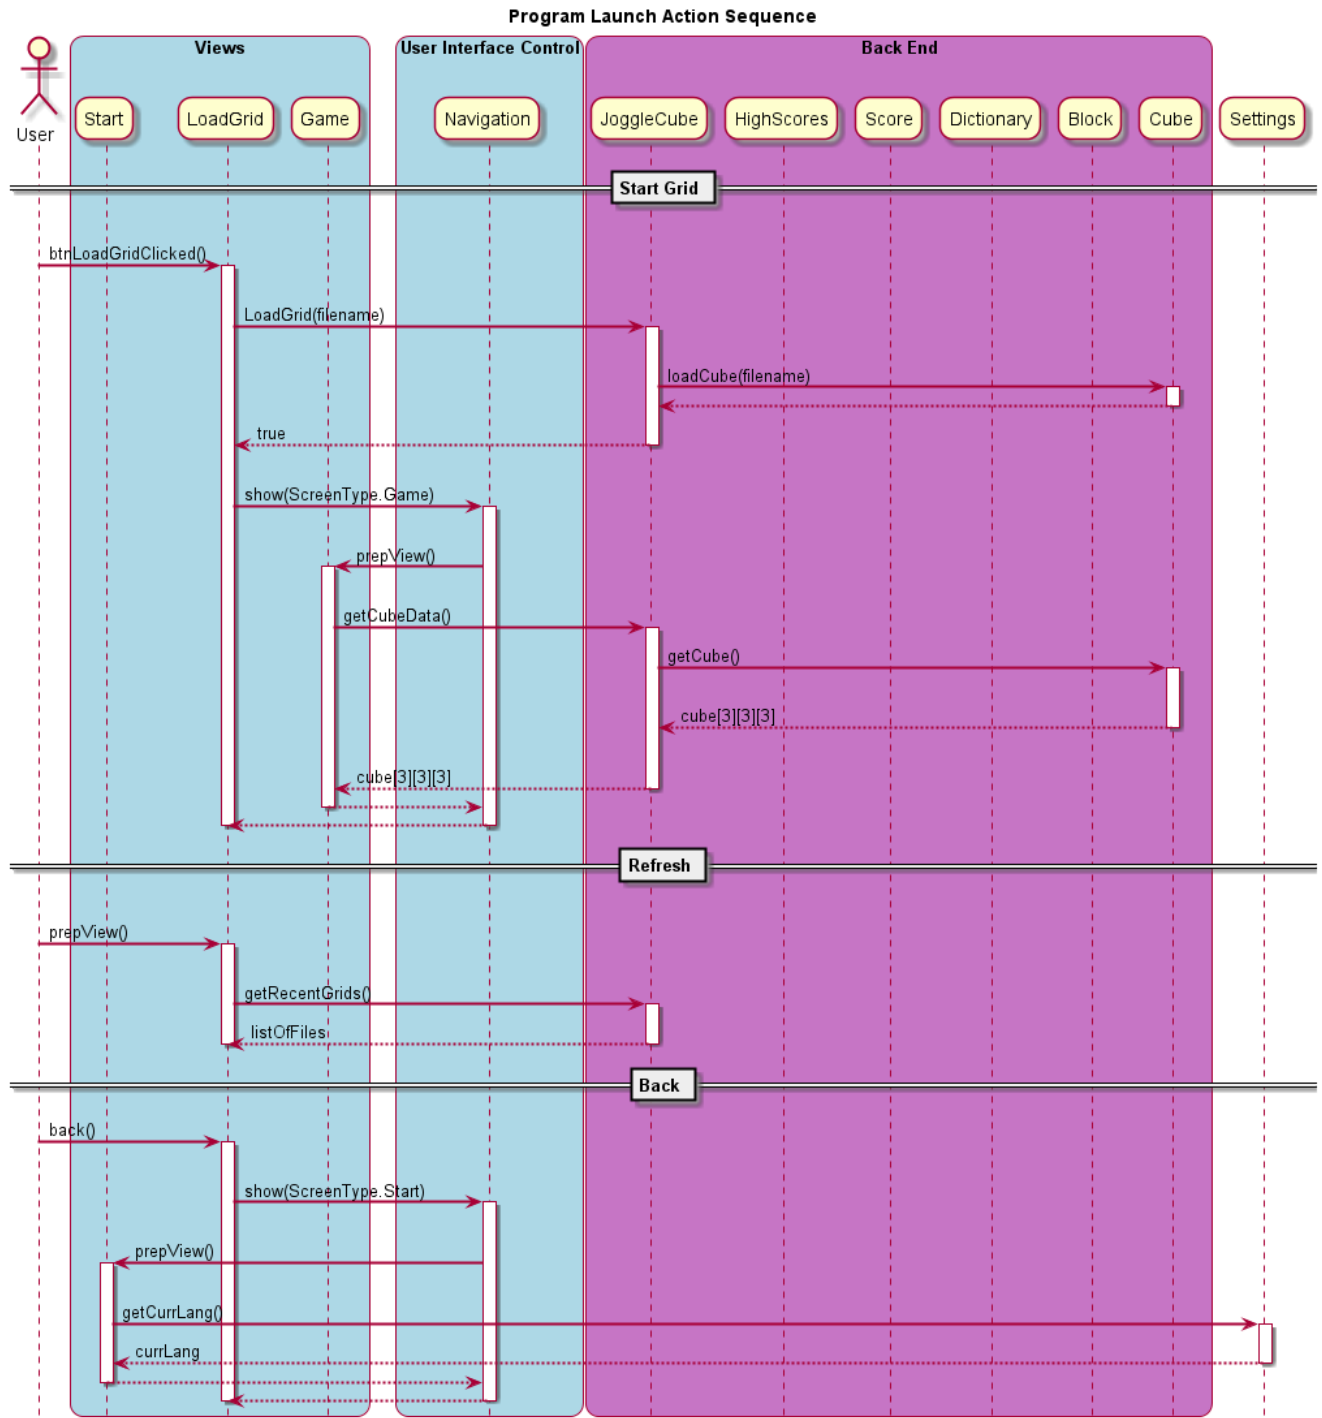 Program Launch Action Sequence
Views
User Interface Control
Back End
User
Start
LoadGrid
Game
Navigation
JoggleCube
HighScores
Score
Dictionary
Block
Cube
Settings
Start Grid
btnLoadGridClicked()
LoadGrid(filename)
loadCube(filename)
true
show(ScreenType.Game)
prepView()
getCubeData()
getCube()
cube[3][3][3]
cube[3][3][3]
Refresh
prepView()
getRecentGrids()
listOfFiles
Back
back()
show(ScreenType.Start)
prepView()
getCurrLang()
currLang